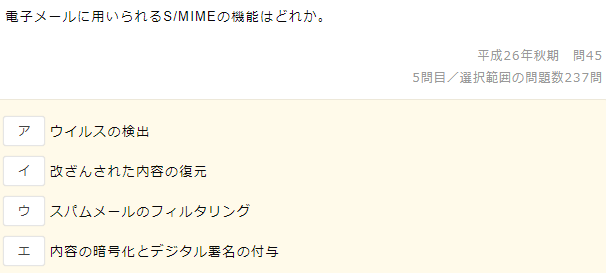 電子メールに用いられるS/MIMEの機能はどれか。
平成26年秋期 問45
5問目／選択範囲の問題数237問
ア ウイルスの検出
イ 改ざんされた内容の復元
ウ スパムメールのフィルタリング
エ 内容の暗号化とデジタル署名の付与